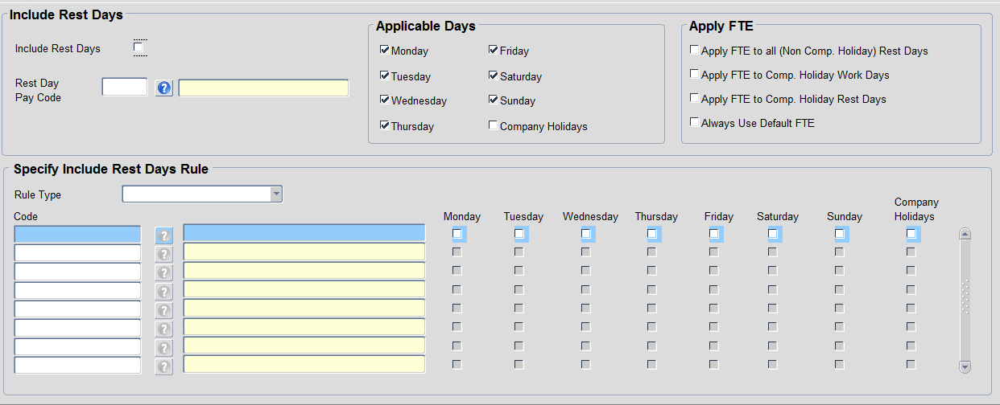 Include Rest Days
Include Rest Days
Rest Day
Pay Code
?
Applicable Days
Monday
Friday
Tuesday
Saturday
Wednesday
Sunday
Thursday
Company Holidays
Apply FTE
Apply FTE to all (Non Comp. Holiday) Rest Days
Apply FTE to Comp. Holiday Work Days
Apply FTE to Comp. Holiday Rest Days
Always Use Default FTE
Specify Include Rest Days Rule
Rule Type
Code
Monday Tuesday Wednesday Thursday Friday Saturday Sunday Company
Holidays
?
?
?
?
?
?
?
?